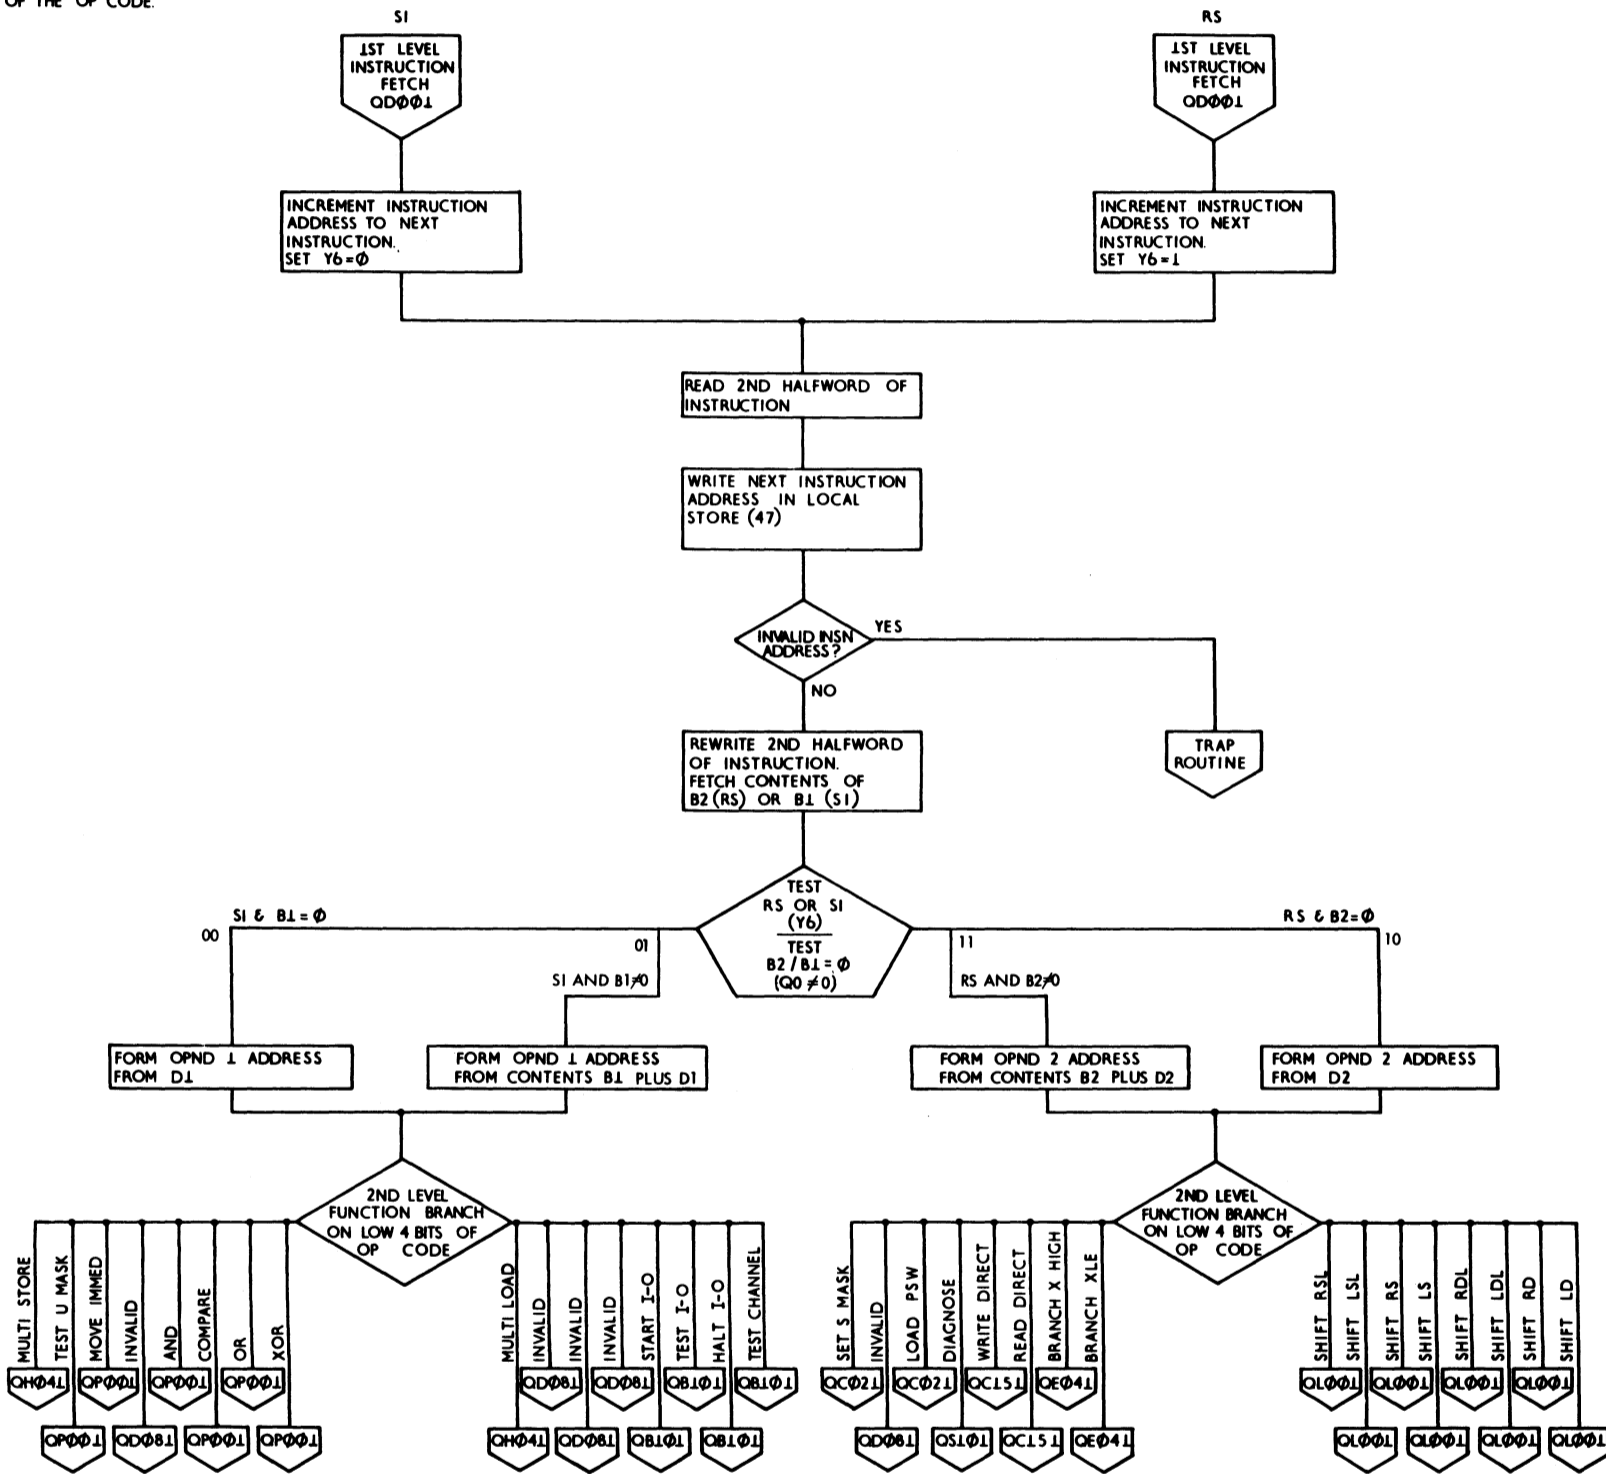 OF THE OP CODE.
SI
1ST LEVEL
INSTRUCTION
FETCH
QDØØ1
RS
1ST LEVEL
INSTRUCTION
FETCH
QDØØ1
INCREMENT INSTRUCTION
ADDRESS TO NEXT
INSTRUCTION.
SET Y6=Ø
INCREMENT INSTRUCTION
ADDRESS TO NEXT
INSTRUCTION.
SET Y6=1
READ 2ND HALFWORD OF
INSTRUCTION
WRITE NEXT INSTRUCTION
ADDRESS IN LOCAL
STORE (47)
INVALID INSN
ADDRESS?
YES
NO
TRAP
ROUTINE
REWRITE 2ND HALFWORD
OF INSTRUCTION.
FETCH CONTENTS OF
B2(RS) OR B1 (SI)
TEST
RS OR SI
(Y6)
TEST
B2/B1=Ø
(Q0≠0)
SI & B1=Ø
00
01
SI AND B1≠0
11
RS AND B2≠0
RS & B2=Ø
10
FORM OPND 1 ADDRESS
FROM D1
FORM OPND 1 ADDRESS
FROM CONTENTS B1 PLUS D1
FORM OPND 2 ADDRESS
FROM CONTENTS B2 PLUS D2
FORM OPND 2 ADDRESS
FROM D2
2ND LEVEL
FUNCTION BRANCH
ON LOW 4 BITS OF
OP CODE
2ND LEVEL
FUNCTION BRANCH
ON LOW 4 BITS OF
OP CODE
MULTI STORE
TEST U MASK
MOVE IMMED
INVALID
AND
COMPARE
OR
XOR
MULTI LOAD
INVALID
INVALID
INVALID
START I-O
TEST I-O
HALT I-O
TEST CHANNEL
SET S MASK
INVALID
LOAD PSW
DIAGNOSE
WRITE DIRECT
READ DIRECT
BRANCH X HIGH
BRANCH XLE
SHIFT RSL
SHIFT LSL
SHIFT RS
SHIFT LS
SHIFT RDL
SHIFT LDL
SHIFT RD
SHIFT LD
QHØ41
QPØØ1
QPØØ1
QPØØ1
QDØ81
QDØ81
QB1Ø1
QB1Ø1
QCØ21
QCØ21
QC151
QEØ41
QLØØ1
QLØØ1
QLØØ1
QLØØ1
QPØØ1
QDØ81
QPØØ1
QPØØ1
QHØ41
QDØ81
QB1Ø1
QB1Ø1
QDØ81
QS1Ø1
QC151
QEØ41
QLØØ1
QLØØ1
QLØØ1
QLØØ1